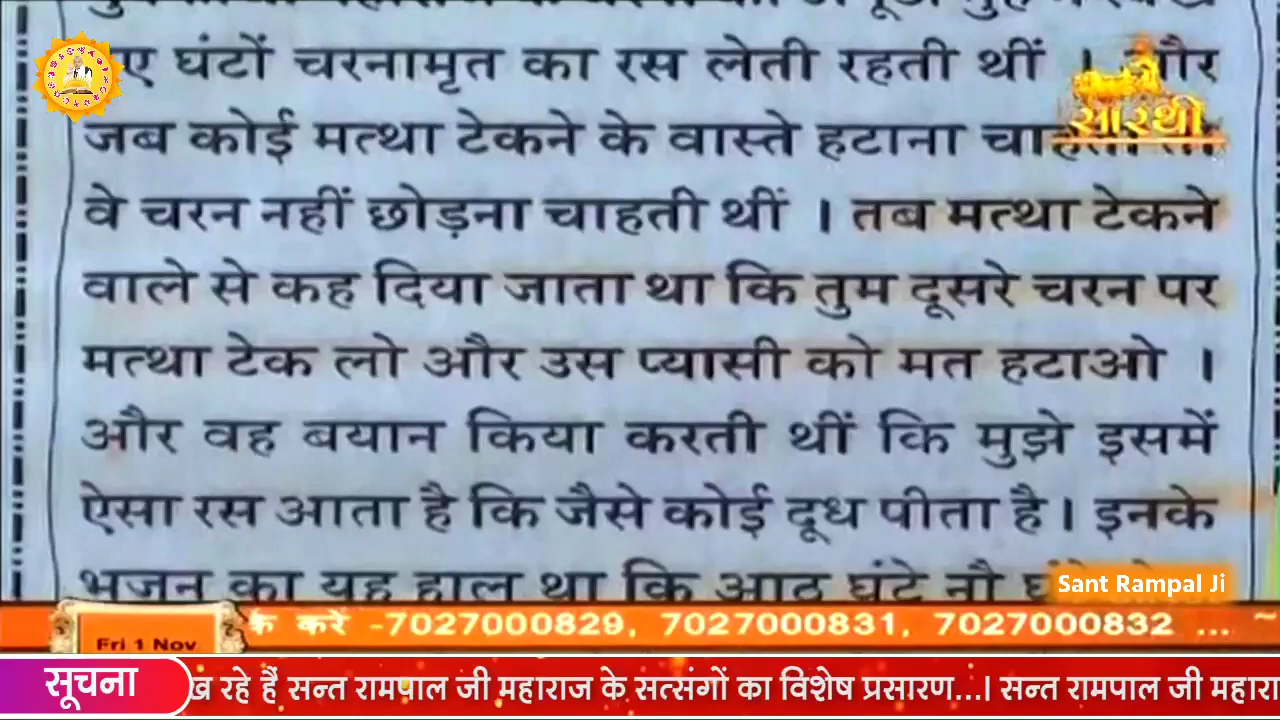 घंटों चरनामृत का रस लेती रहती थीं । और
सारथी
जब कोई मत्था टेकने के वास्ते हटाना
वे चरन नहीं छोड़ना चाहती थीं । तब मत्था टेकने
वाले से कह दिया जाता था कि तुम दूसरे चरन पर
मत्था टेक लो और उस प्यासी को मत हटाओ ।
और वह बयान किया करती थीं कि मुझे इसमें
ऐसा रस आता है कि जैसे कोई दूध पीता है । इनके
भजन का यह हाल था कि आठ घंटे नौ
Sant Rampal Ji
करें -7027000829, 7027000831, 7027000832 ... ~
Fri 1 Nov
सूचना
रहे हैं सन्त रामपाल जी महाराज के सत्संगों का विशेष प्रसारण...। सन्त रामपाल जी